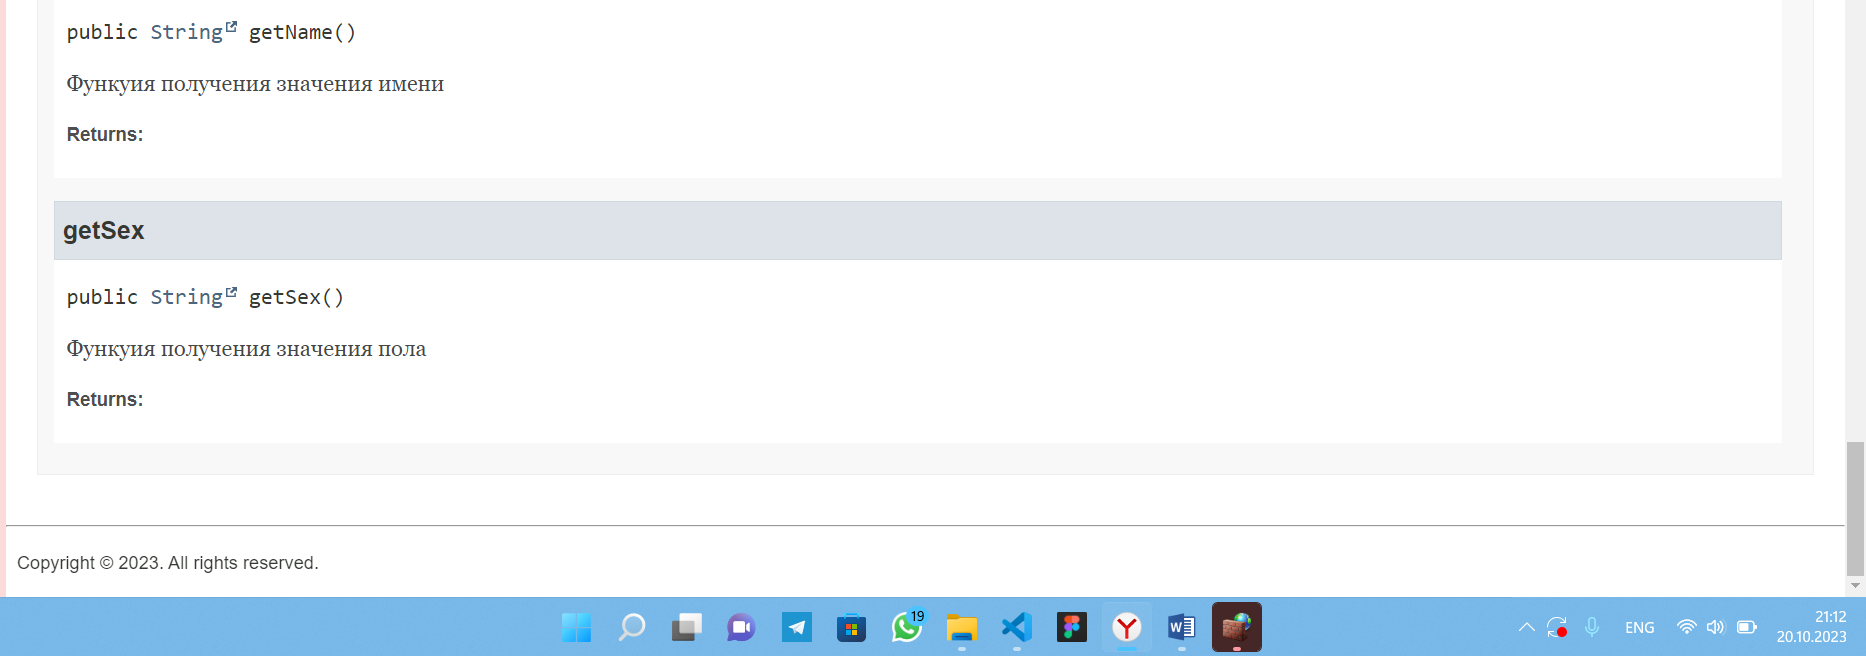 public String getName()
Функуия получения значения имени
Returns:
getSex
public String getSex()
Функуия получения значения пола
Returns:
Copyright © 2023. All rights reserved.
19
ENG
21:12
20.10.2023